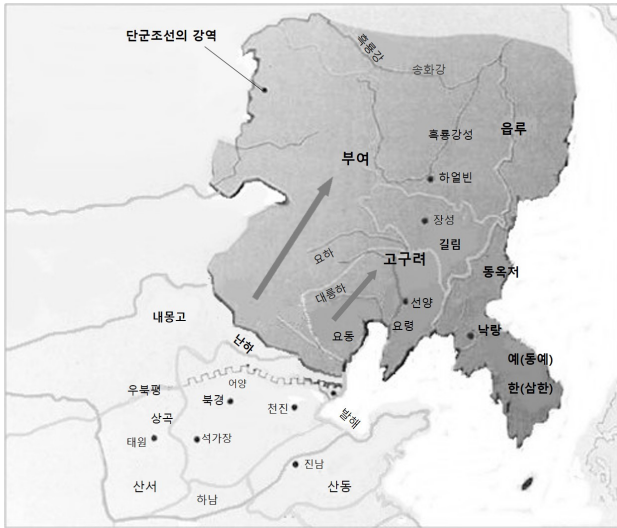 단군조선의 강역
흑룡강
송화강
흑룡강성
읍루
부여
하얼빈
장성
길림
요하
고구려
동옥저
대릉하
선양
내몽고
요동
요령
낙랑
난하
예(동예)
한(삼한)
우북평
어양
북경
상곡
천진
발해
태원
석가장
진남
산서
하남
산동